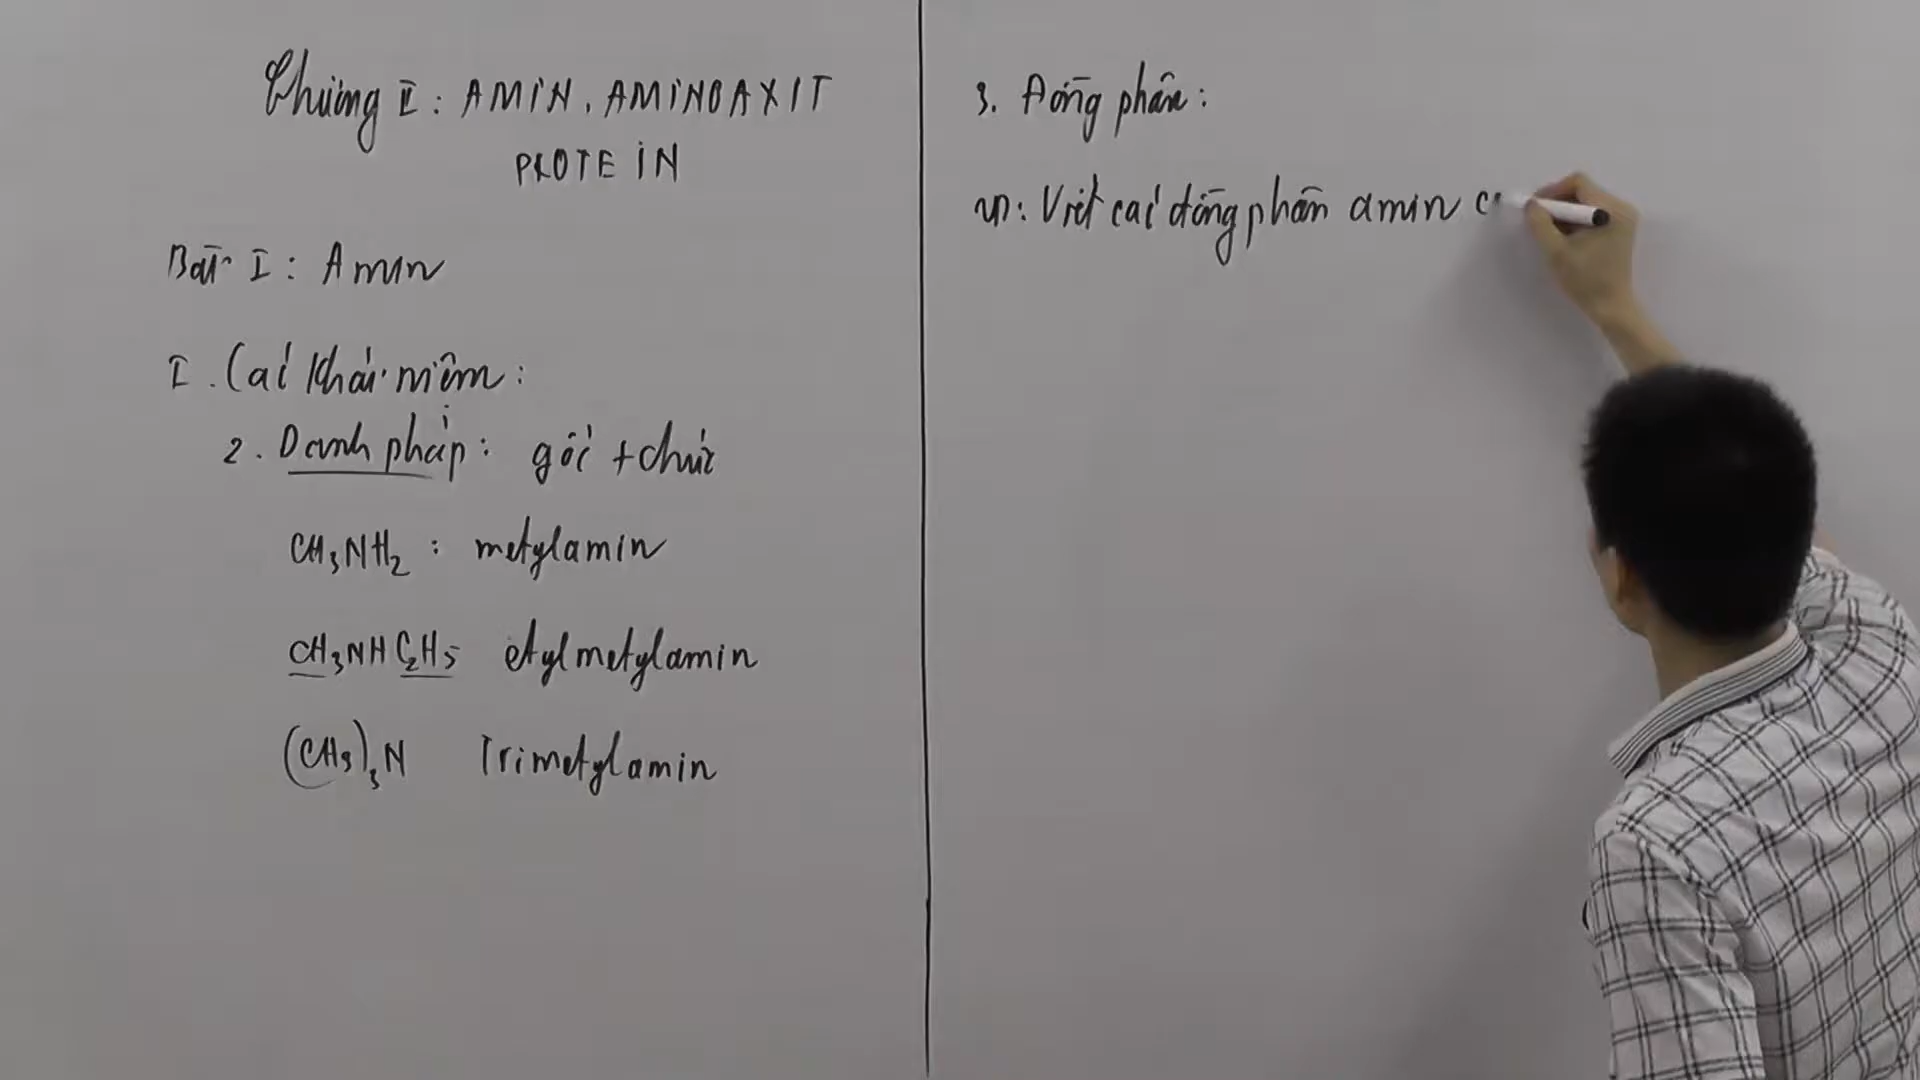 Chương II: AMIN, AMINOAXIT
PROTEIN
Bài I: Amin
I. Các khái niệm:
2. Danh pháp: gốc + chức
CH3NH2 : metylamin
CH3NHC2H5 etylmetylamin
(CH3)3N Trimetylamin
3. Đồng phân:
VD: Viết các đồng phân amin c